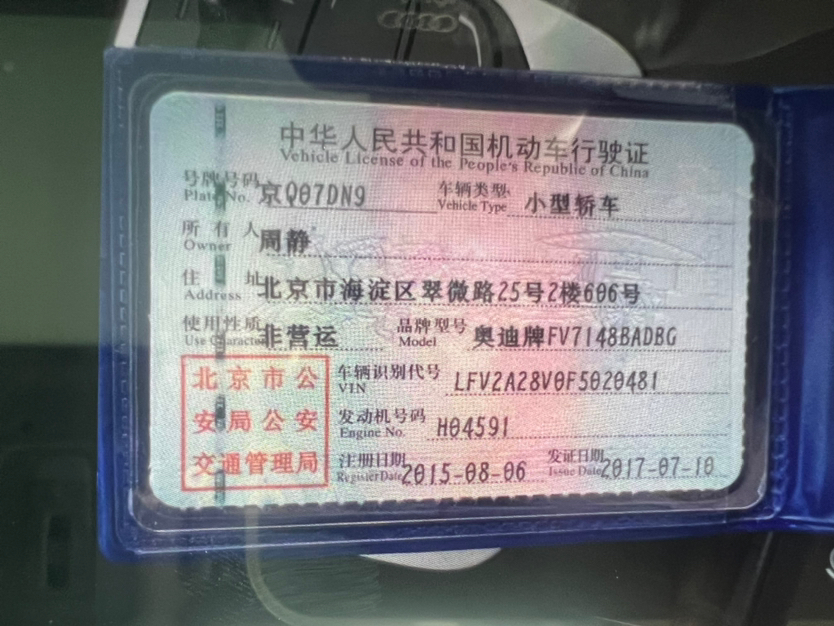 中华人民共和国机动车行驶证
Vehicle License of the People's Republic of China
号牌号码 京Q07DN9 车辆类型 小型轿车
Plate No. Vehicle Type
所有人 周静
Owner
住址 北京市海淀区翠微路25号2楼606号
Address
使用性质 非营运 品牌型号 奥迪牌FV7148BADBG
Use Character Model
北京市公 车辆识别代号 LFV2A28V0F5020481
VIN
安局公安 发动机号码 H04591
Engine No.
交通管理局 注册日期 2015-08-06 发证日期 2017-07-10
Register Date Issue Date